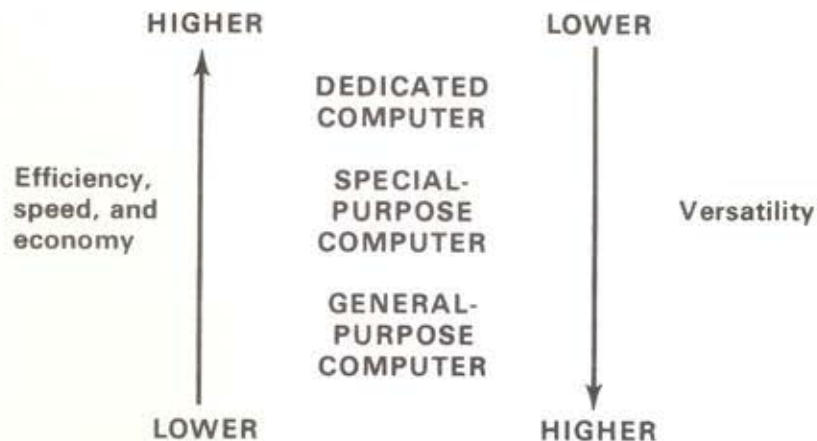 HIGHER
LOWER
DEDICATED
COMPUTER
Efficiency,
speed, and
economy
SPECIAL-
PURPOSE
COMPUTER
Versatility
GENERAL-
PURPOSE
COMPUTER
LOWER
HIGHER